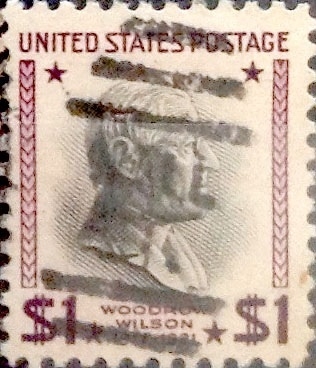 UNITED STATES POSTAGE
$1 WOODROW $1
WILSON